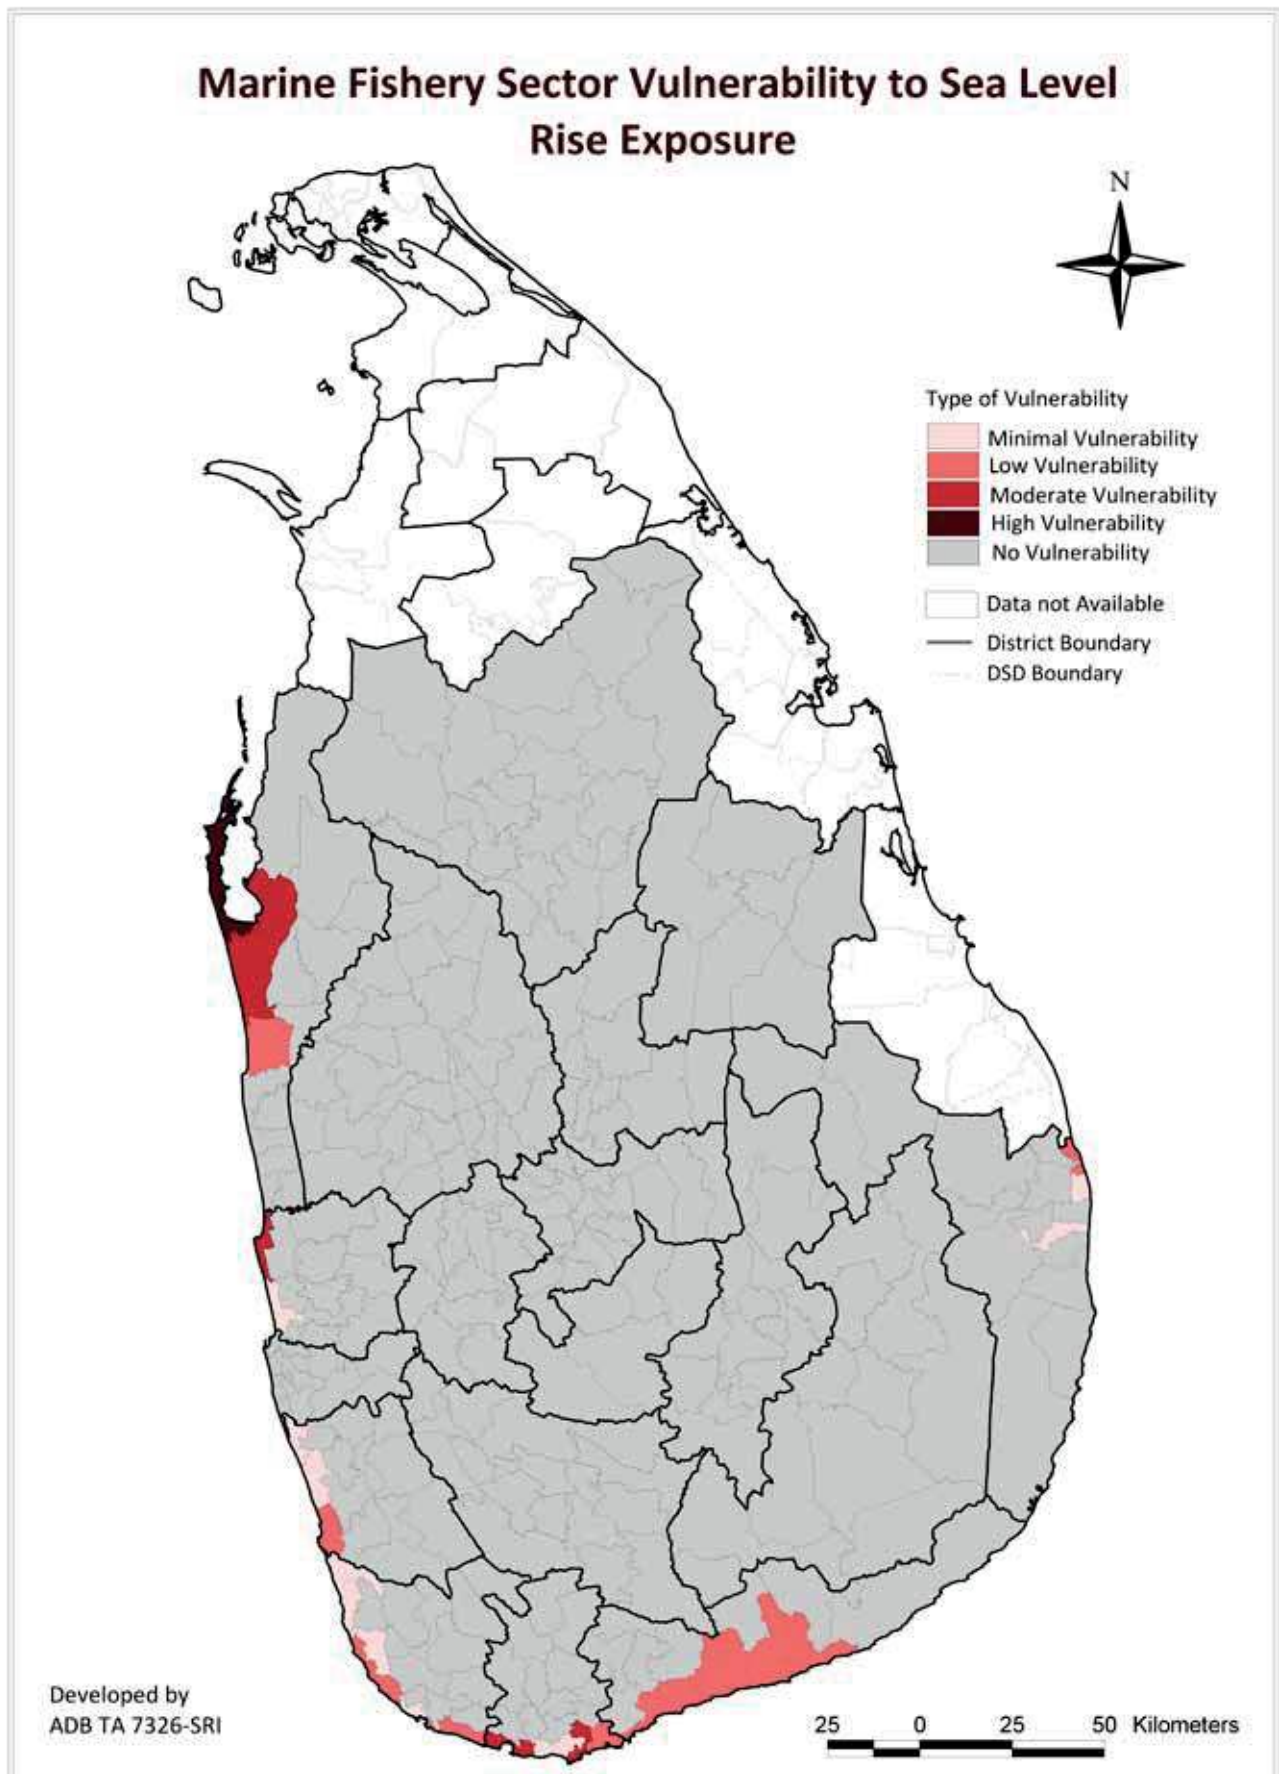 Marine Fishery Sector Vulnerability to Sea Level
Rise Exposure
N
Type of Vulnerability
Minimal Vulnerability
Low Vulnerability
Moderate Vulnerability
High Vulnerability
No Vulnerability
Data not Available
District Boundary
DSD Boundary
Developed by
ADB TA 7326-SRI
25 0 25 50 Kilometers